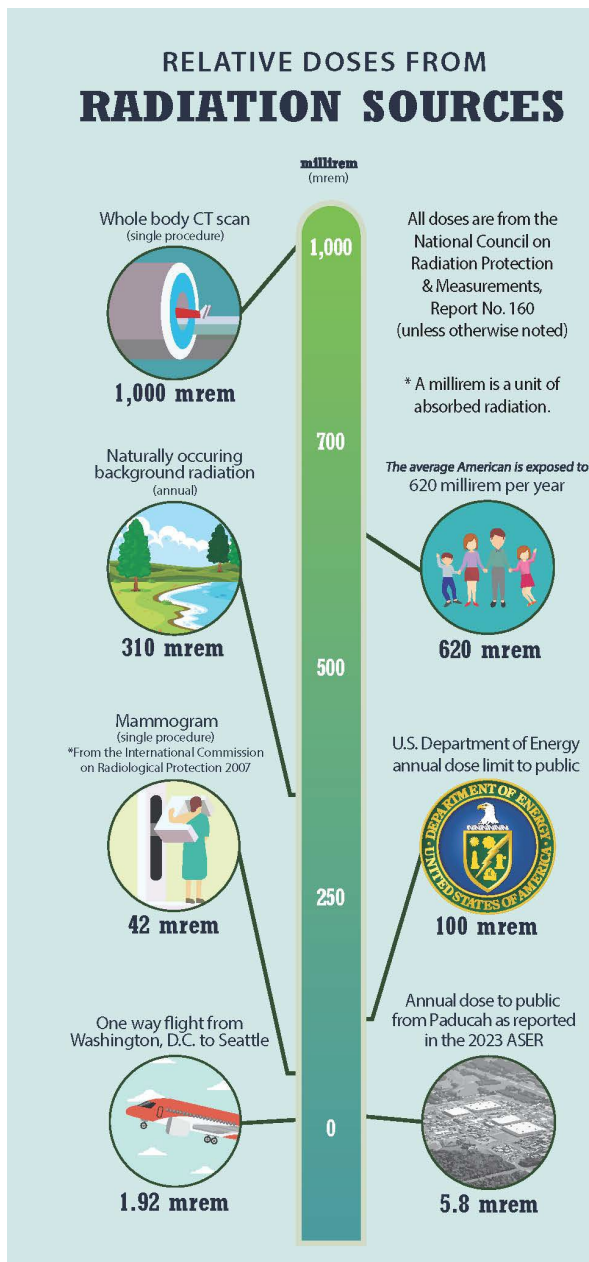 RELATIVE DOSES FROM
RADIATION SOURCES
millirem
(mrem)
Whole body CT scan
(single procedure)
1,000 mrem
1,000
All doses are from the
National Council on
Radiation Protection
& Measurements,
Report No. 160
(unless otherwise noted)
* A millirem is a unit of
absorbed radiation.
700
Naturally occuring
background radiation
(annual)
310 mrem
The average American is exposed to
620 millirem per year
620 mrem
500
Mammogram
(single procedure)
*From the International Commission
on Radiological Protection 2007
42 mrem
U.S. Department of Energy
annual dose limit to public
DEPARTMENT OF ENERGY
UNITED STATES OF AMERICA
100 mrem
250
One way flight from
Washington, D.C. to Seattle
1.92 mrem
Annual dose to public
from Paducah as reported
in the 2023 ASER
5.8 mrem
0